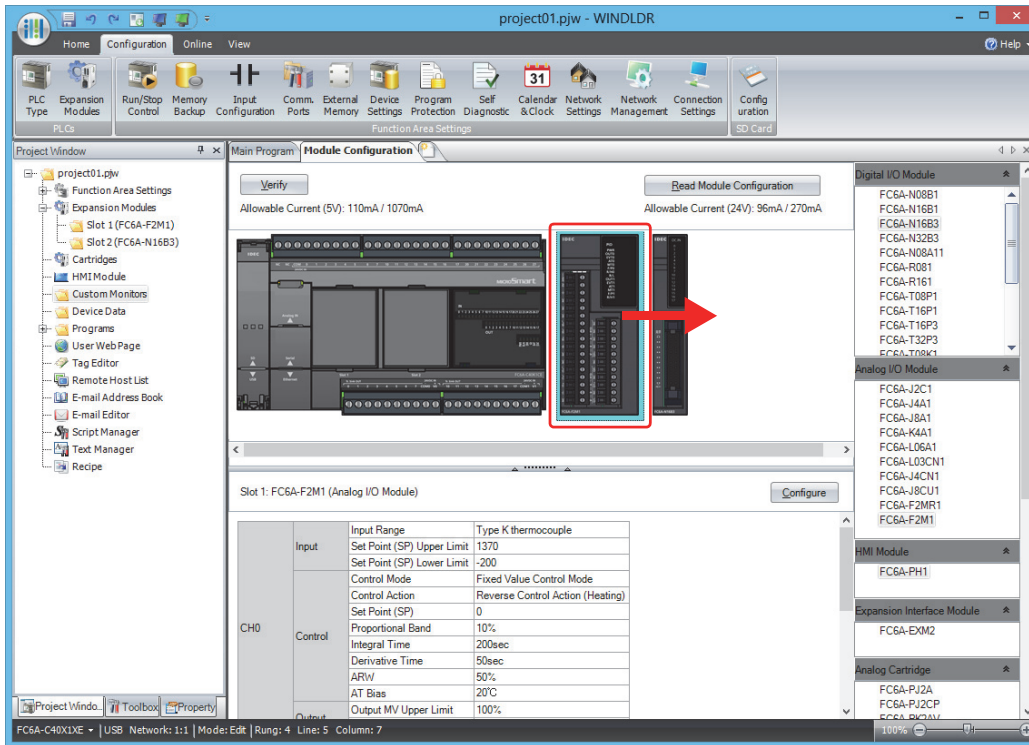 project01.pjw - WINDLDR
Home Configuration Online View Help
PLC Type
Expansion Modules
Run/Stop Control
Memory Backup
Input Configuration
Comm. Ports
External Memory
Device Settings
Program Protection
Self Diagnostic
Calendar & Clock
Network Settings
Network Management
Connection Settings
Config uration
PLCs Function Area Settings SD Card
Project Window
project01.pjw
Function Area Settings
Expansion Modules
Slot 1 (FC6A-F2M1)
Slot 2 (FC6A-N16B3)
Cartridges
HMI Module
Custom Monitors
Device Data
Programs
User Web Page
Tag Editor
Remote Host List
E-mail Address Book
E-mail Editor
Script Manager
Text Manager
Recipe
Project Windo... Toolbox Property
Main Program Module Configuration
Verify Read Module Configuration
Allowable Current (5V): 110mA / 1070mA Allowable Current (24V): 96mA / 270mA
Slot 1: FC6A-F2M1 (Analog I/O Module) Configure
CH0
Input
Input Range Type K thermocouple
Set Point (SP) Upper Limit 1370
Set Point (SP) Lower Limit -200
Control
Control Mode Fixed Value Control Mode
Control Action Reverse Control Action (Heating)
Set Point (SP) 0
Proportional Band 10%
Integral Time 200sec
Derivative Time 50sec
ARW 50%
AT Bias 20°C
Output
Output MV Upper Limit 100%
Digital I/O Module
FC6A-N08B1
FC6A-N16B1
FC6A-N16B3
FC6A-N32B3
FC6A-N08A11
FC6A-R081
FC6A-R161
FC6A-T08P1
FC6A-T16P1
FC6A-T16P3
FC6A-T32P3
FC6A-T08K1
Analog I/O Module
FC6A-J2C1
FC6A-J4A1
FC6A-J8A1
FC6A-K4A1
FC6A-L06A1
FC6A-L03CN1
FC6A-J4CN1
FC6A-J8CU1
FC6A-F2MR1
FC6A-F2M1
HMI Module
FC6A-PH1
Expansion Interface Module
FC6A-EXM2
Analog Cartridge
FC6A-PJ2A
FC6A-PJ2CP
FC6A-PK2AV
FC6A-C40X1XE USB Network: 1:1 Mode: Edit Rung: 4 Line: 5 Column: 7 100%